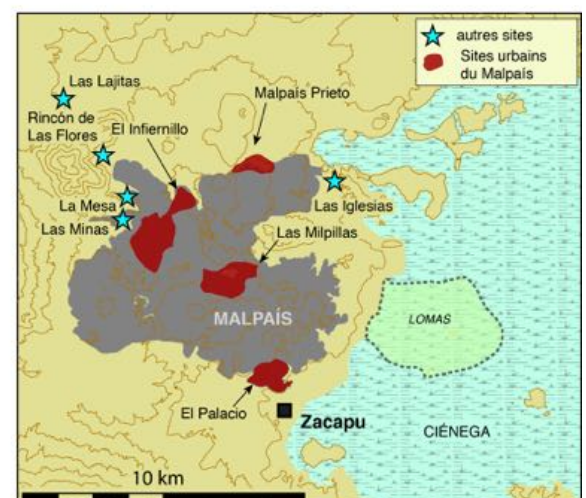 autres sites
Sites urbains
du Malpaís
Las Lajitas
Malpaís Prieto
Rincón de
Las Flores
El Infiernillo
La Mesa
Las Iglesias
Las Minas
Las Milpillas
MALPAÍS
LOMAS
El Palacio
Zacapu
CIÉNEGA
10 km